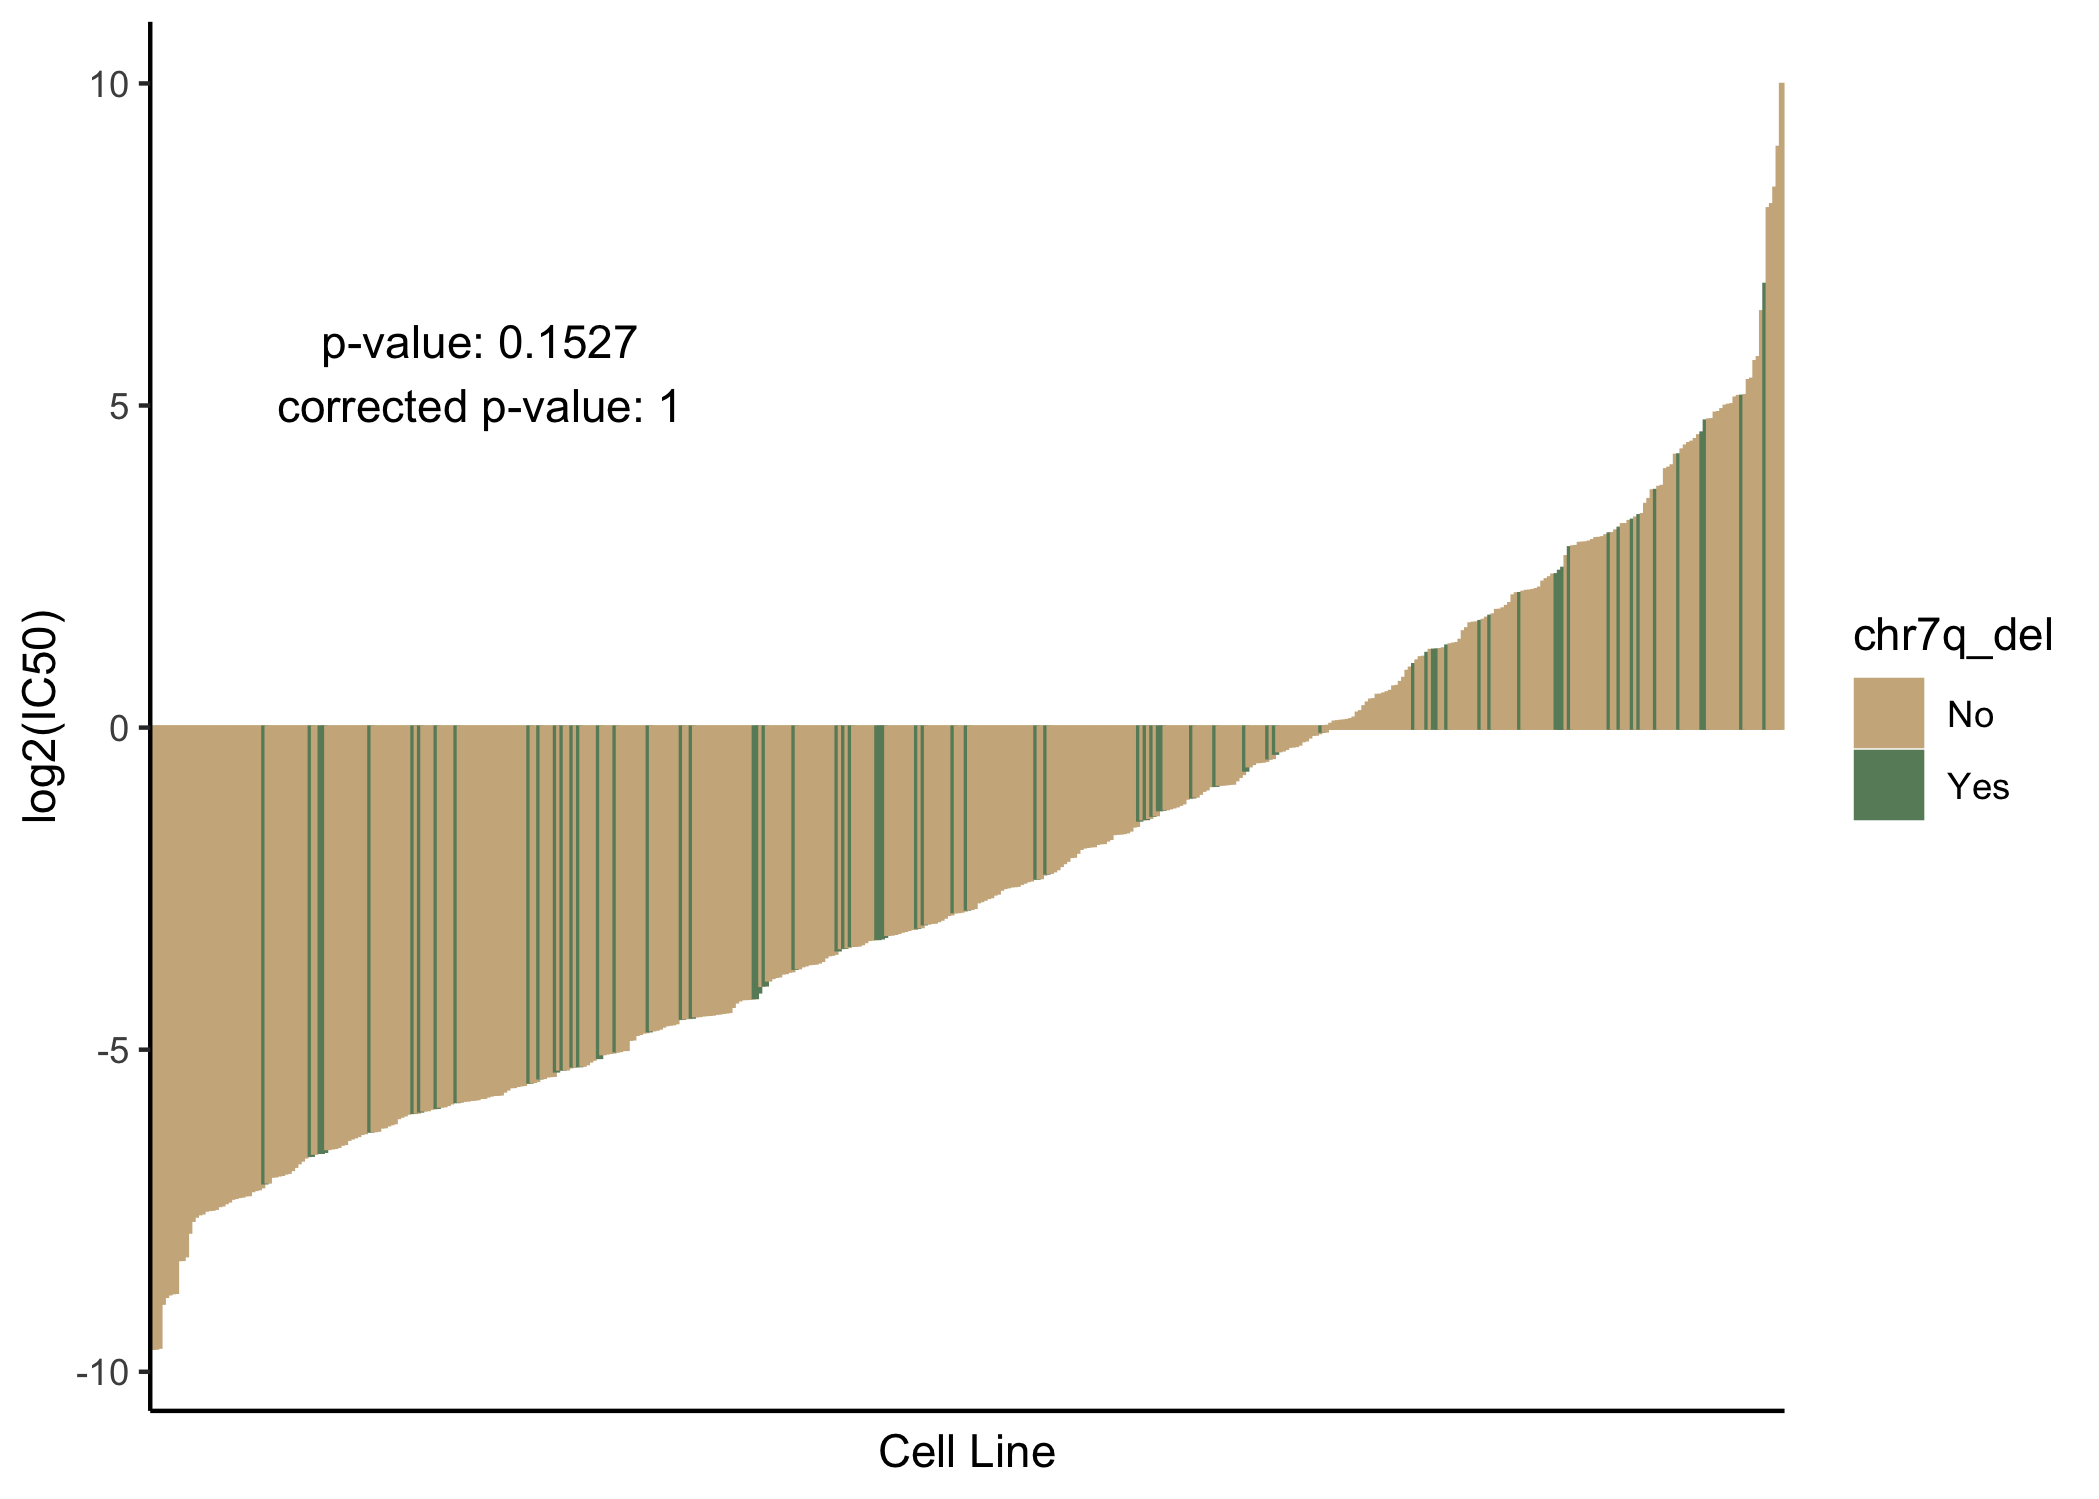 10
p-value: 0.1527
corrected p-value: 1
5
0
-5
-10
log2(IC50)
Cell Line
chr7q_del
No
Yes